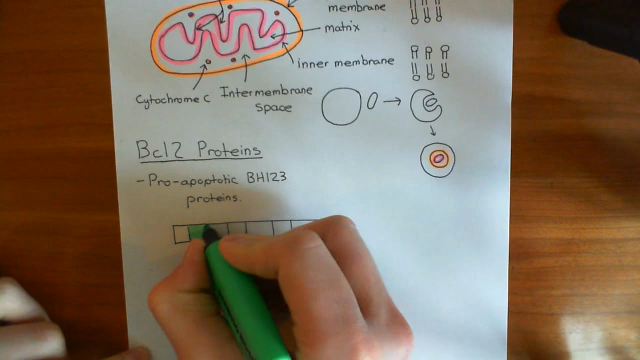 membrane
matrix
inner membrane
Cytochrome c
Intermembrane
space
Bcl2 Proteins
- Pro-apoptotic BH123
proteins.